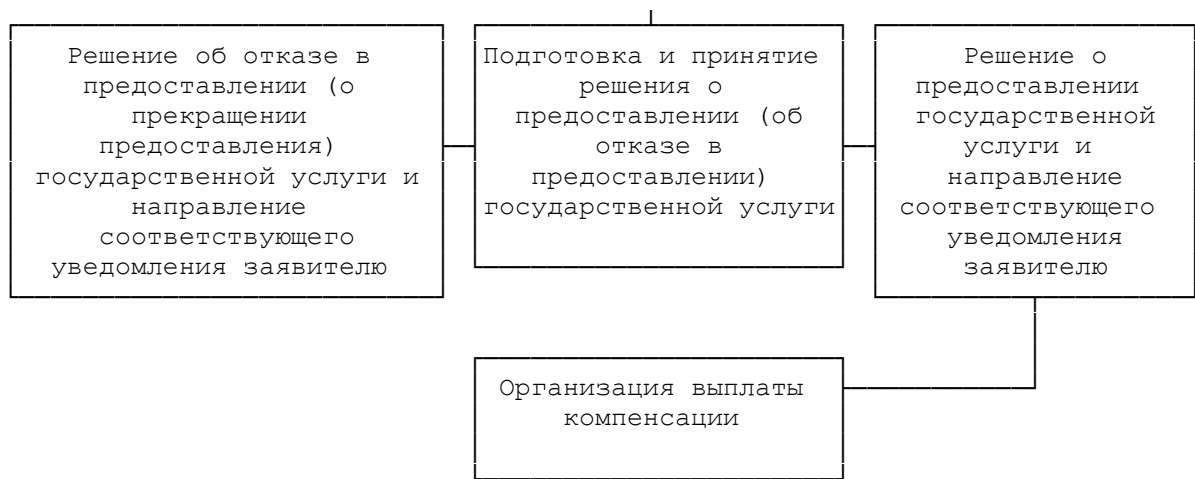 Решение об отказе в
предоставлении (о
прекращении
предоставления)
государственной услуги и
направление
соответствующего
уведомления заявителю
Подготовка и принятие
решения о
предоставлении (об
отказе в
предоставлении)
государственной услуги
Решение о
предоставлении
государственной
услуги и
направление
соответствующего
уведомления
заявителю
Организация выплаты
компенсации